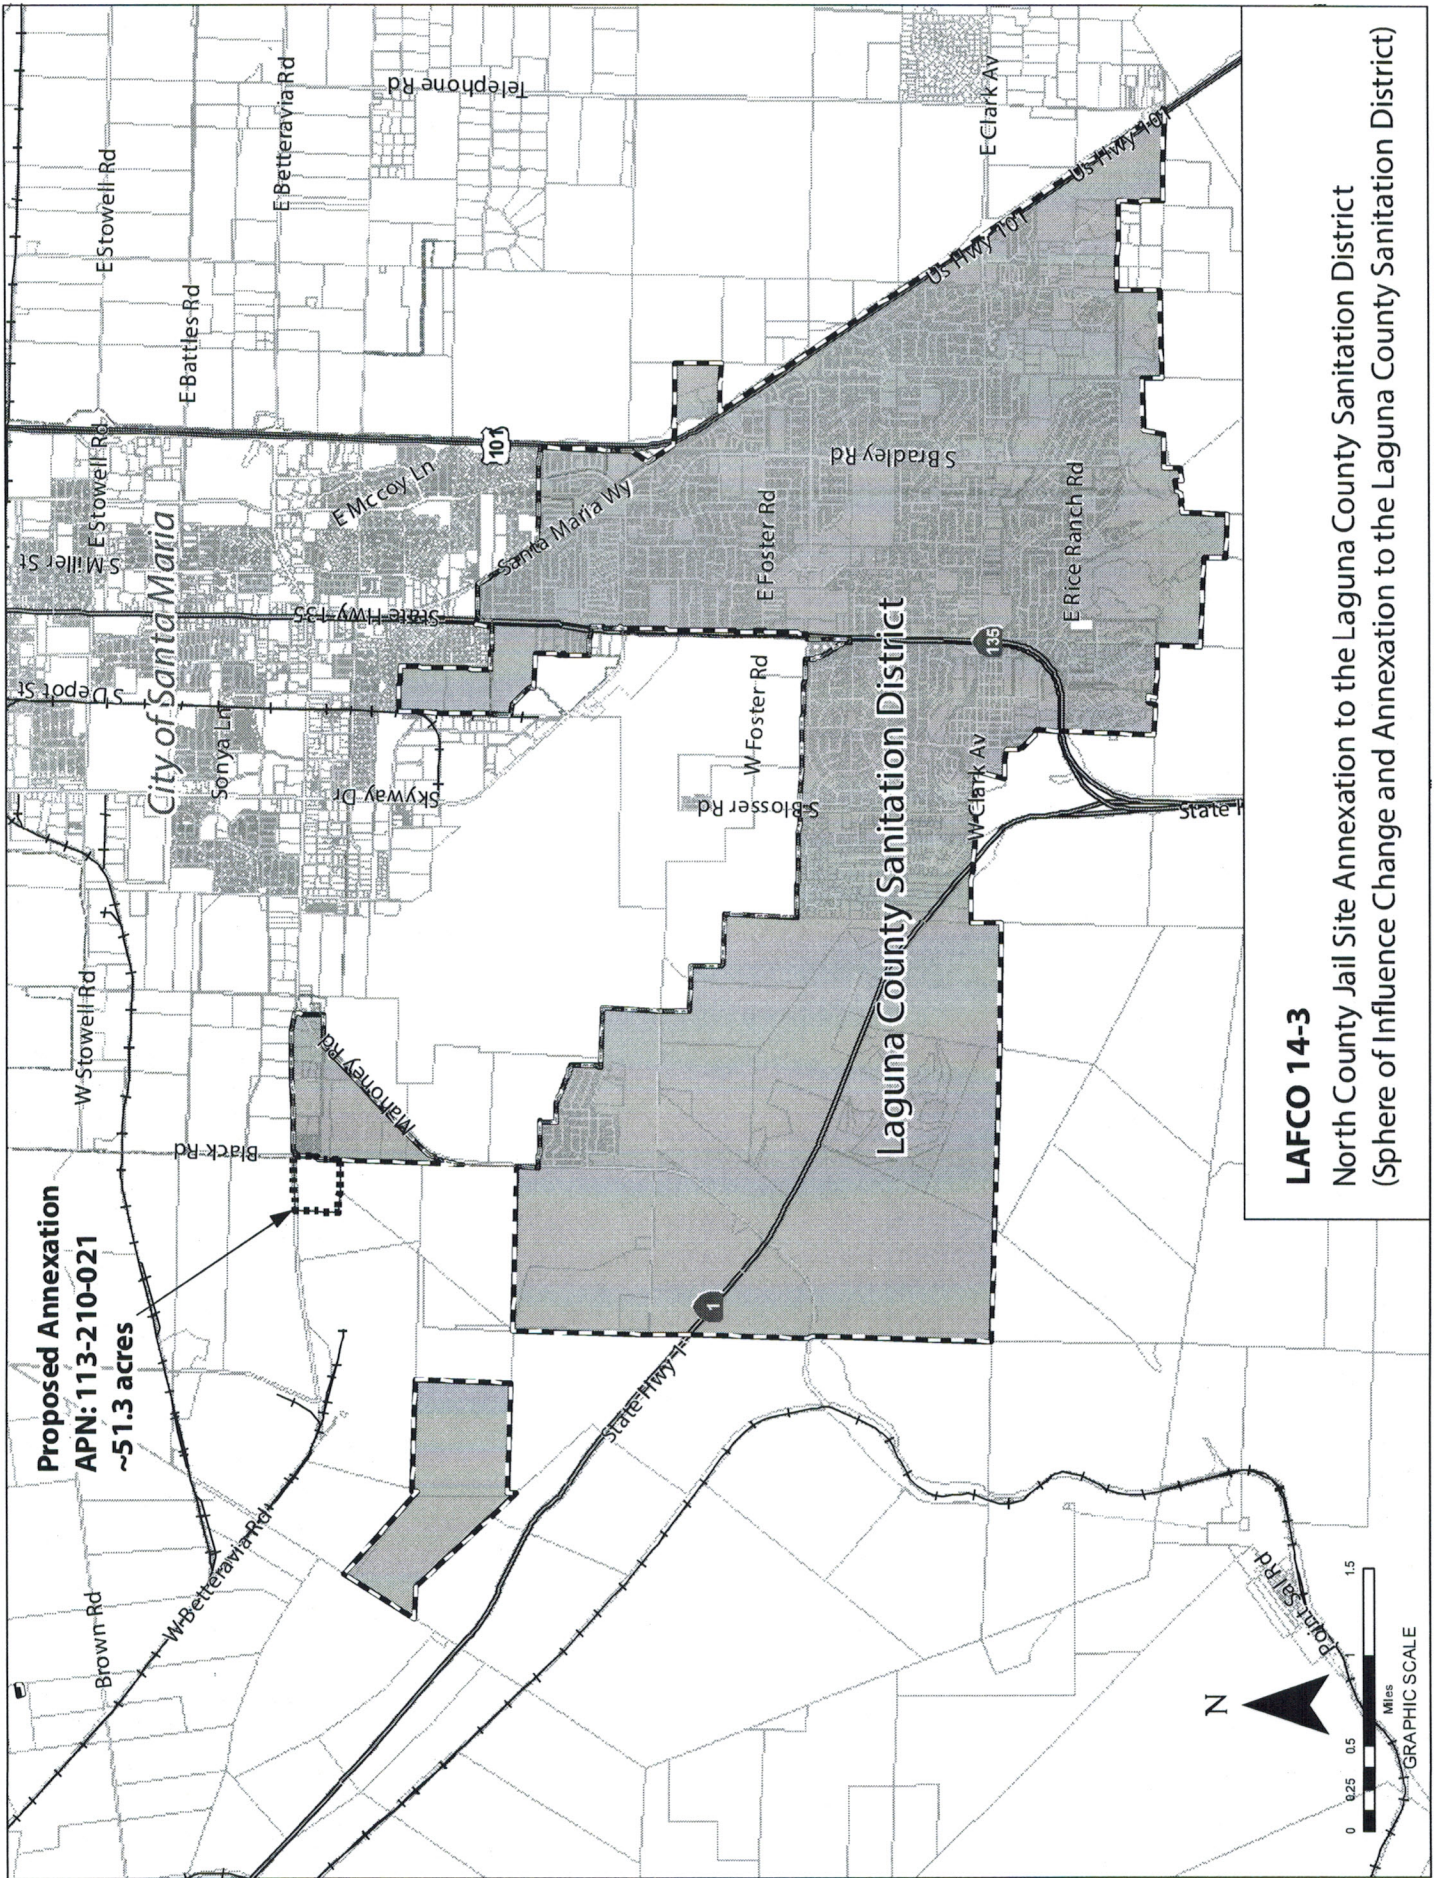 Proposed Annexation
APN: 113-210-021
~51.3 acres
Brown Rd
W Betteravia Rd
W Stowell Rd
Black Rd
Mahoney Rd
City of Santa Maria
S Depot St
Sonya Ln
Skyway Dr
S Miller St
E Stowell Rd
E Stowell Rd
E Stowell Rd
E Battles Rd
E Betteravia Rd
Telephone Rd
State Hwy 135
E Mccoy Ln
101
Santa Maria Wy
W Foster Rd
E Foster Rd
S Blosser Rd
S Bradley Rd
Us Hwy 101
Us Hwy 101
E Clark Av
W Clark Av
135
E Rice Ranch Rd
Laguna County Sanitation District
State Hwy 1
1
State
Point Sal Rd
N
0 0.25 0.5 1 1.5
Miles
GRAPHIC SCALE
LAFCO 14-3
North County Jail Site Annexation to the Laguna County Sanitation District
(Sphere of Influence Change and Annexation to the Laguna County Sanitation District)